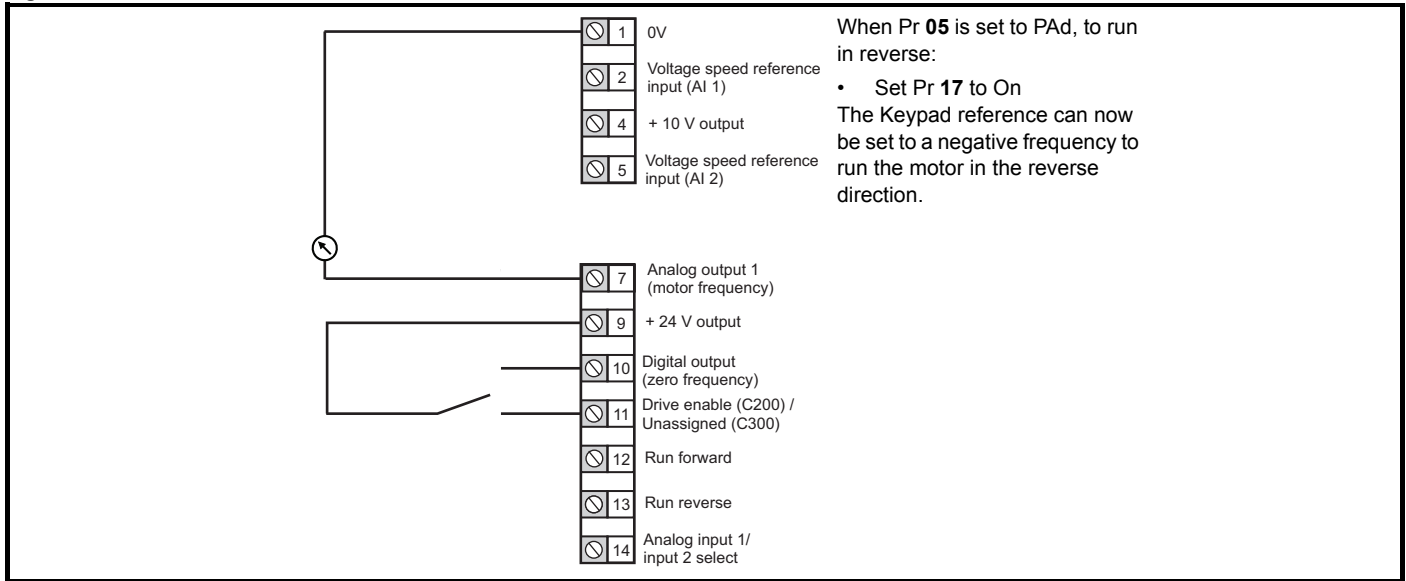 1 0V
2 Voltage speed reference
input (AI 1)
4 + 10 V output
5 Voltage speed reference
input (AI 2)
7 Analog output 1
(motor frequency)
9 + 24 V output
10 Digital output
(zero frequency)
11 Drive enable (C200) /
Unassigned (C300)
12 Run forward
13 Run reverse
14 Analog input 1/
input 2 select
When Pr 05 is set to PAd, to run
in reverse:
• Set Pr 17 to On
The Keypad reference can now
be set to a negative frequency to
run the motor in the reverse
direction.